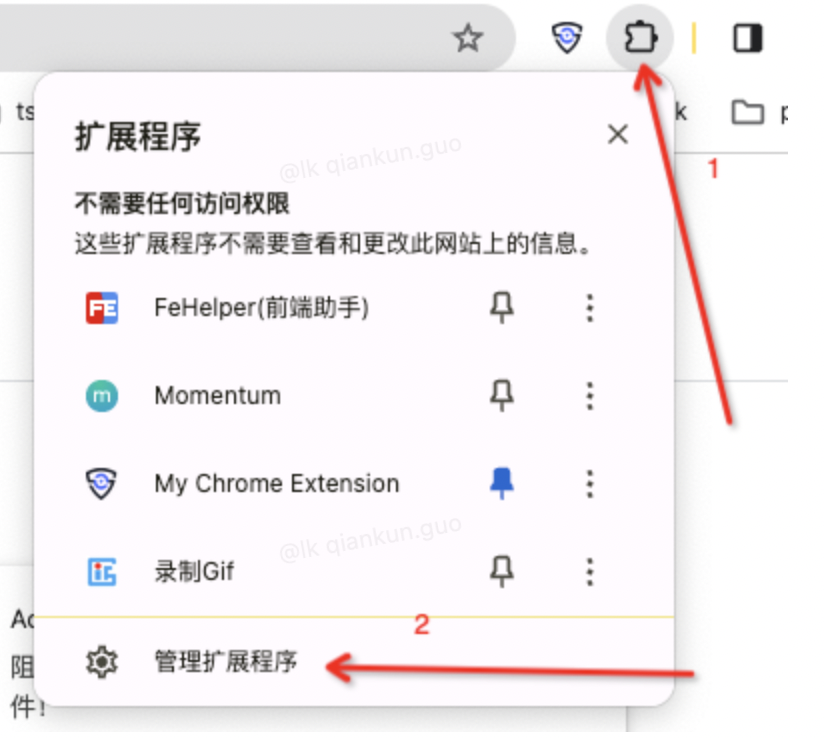 ts
k
p
扩展程序
@lk qiankun.guo
1
不需要任何访问权限
这些扩展程序不需要查看和更改此网站上的信息。
FE
FeHelper(前端助手)
m
Momentum
My Chrome Extension
@lk qiankun.guo
录制Gif
Ac
2
管理扩展程序
阻
件!